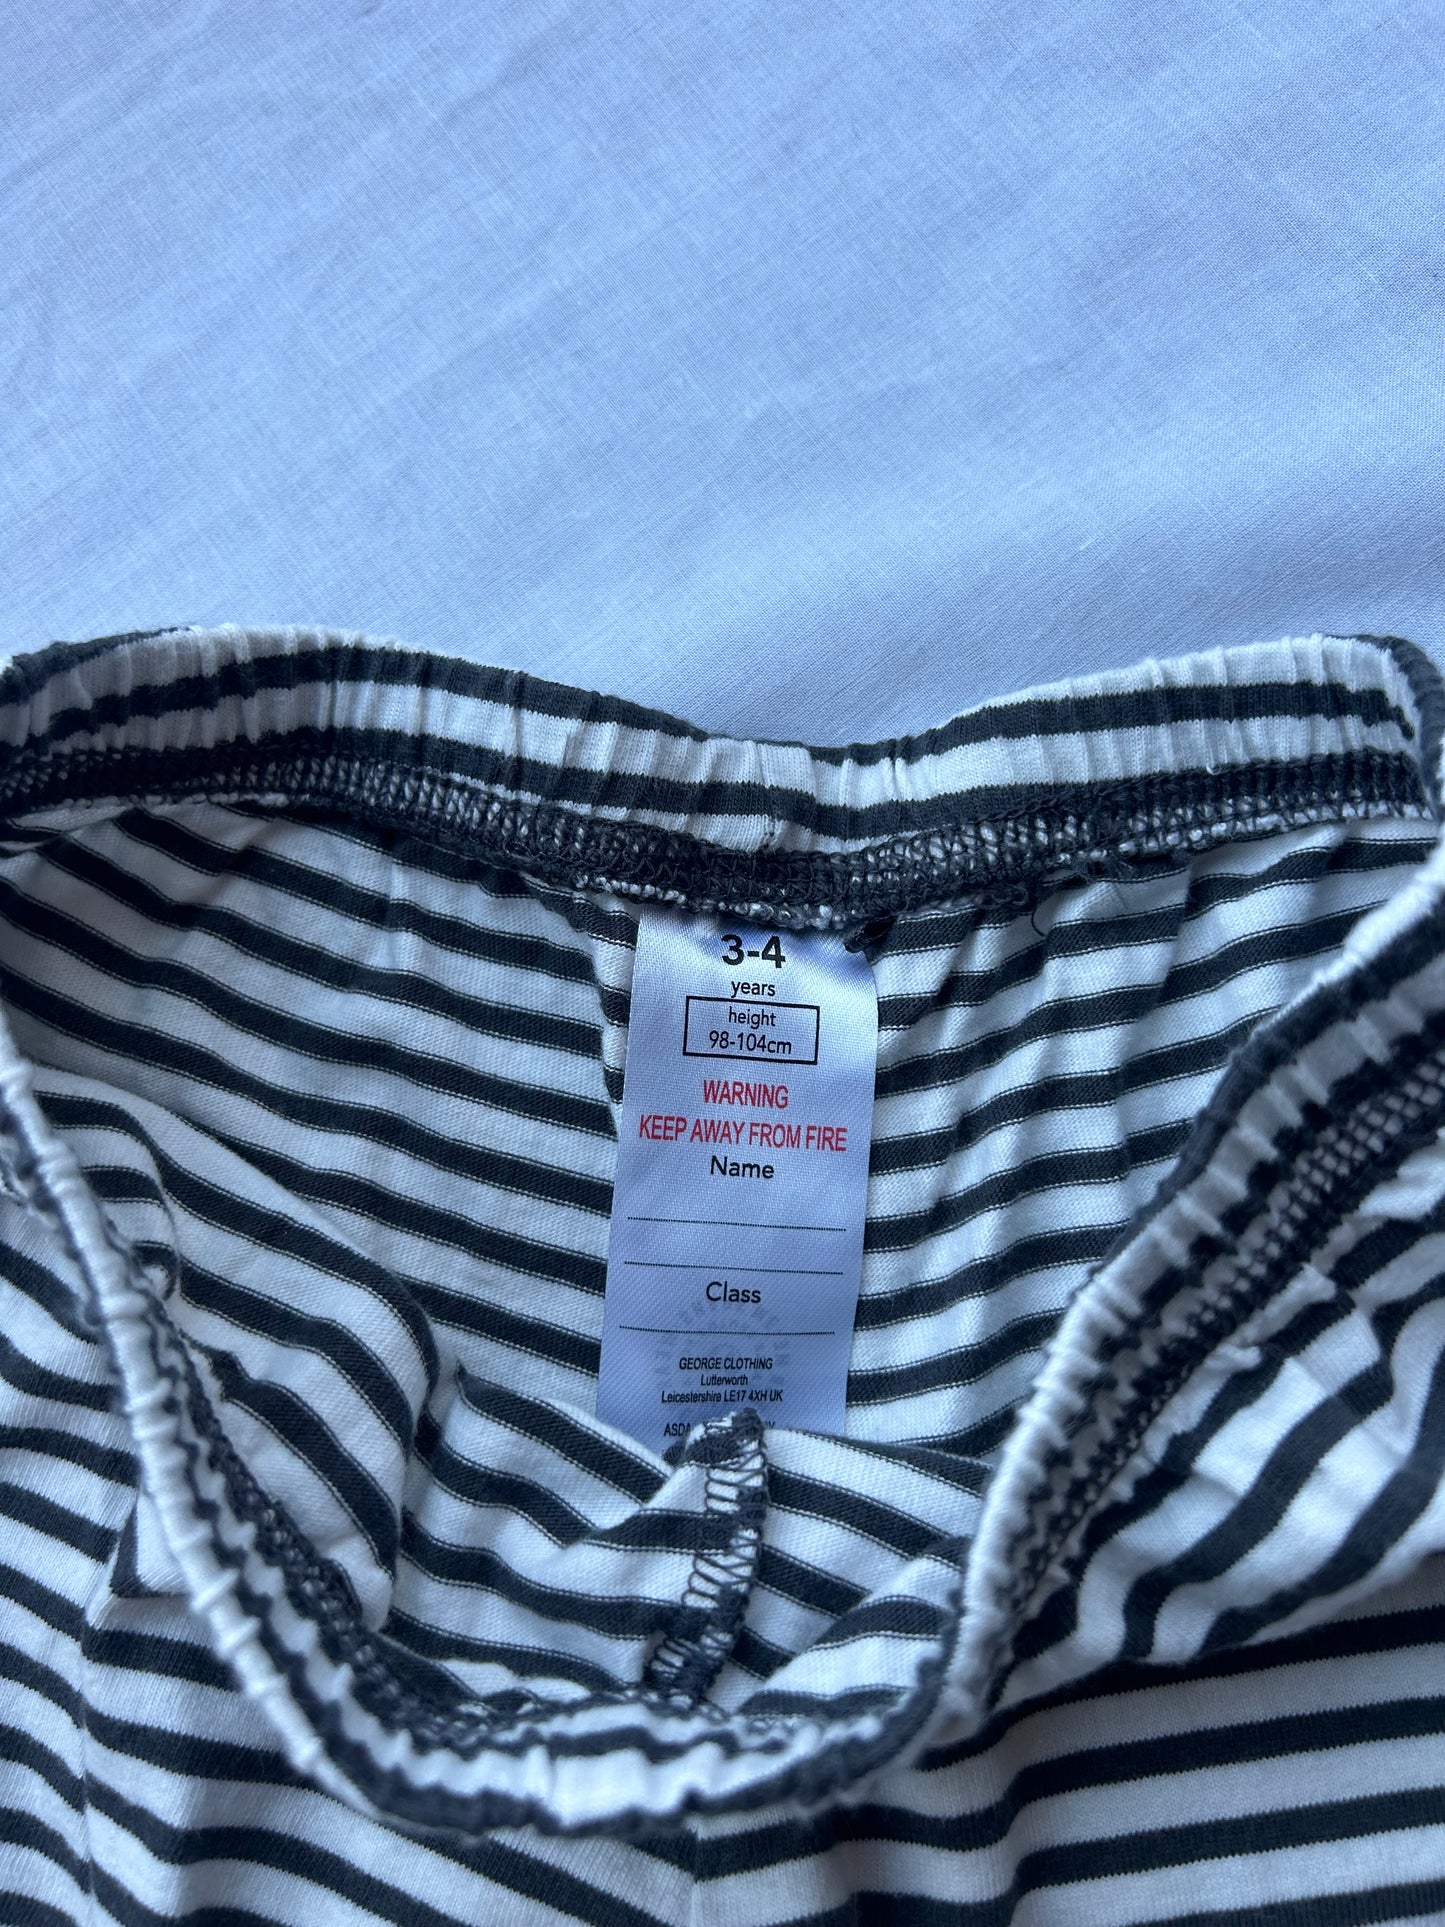 3-4
years
height
98-104cm
WARNING
KEEP AWAY FROM FIRE
Name
Class
GEORGE CLOTHING
Lutterworth
Leicestershire LE17 4XH UK
ASDA